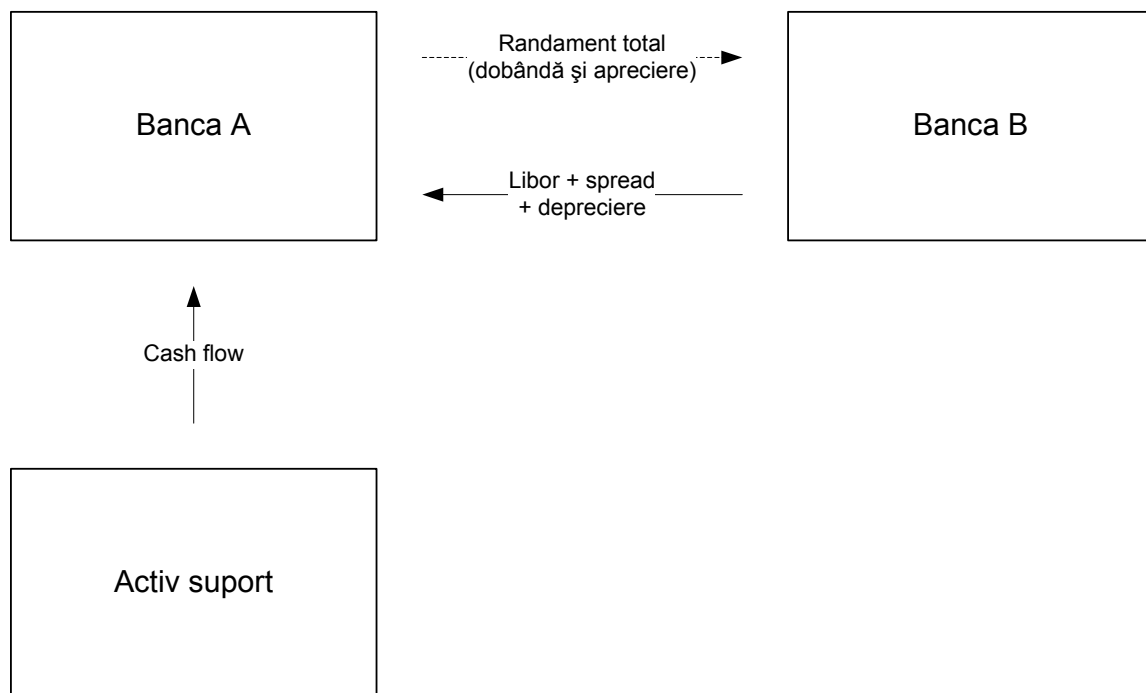 Randament total
(dobândă şi apreciere)
Banca A
Banca B
Libor + spread
+ depreciere
Cash flow
Activ suport